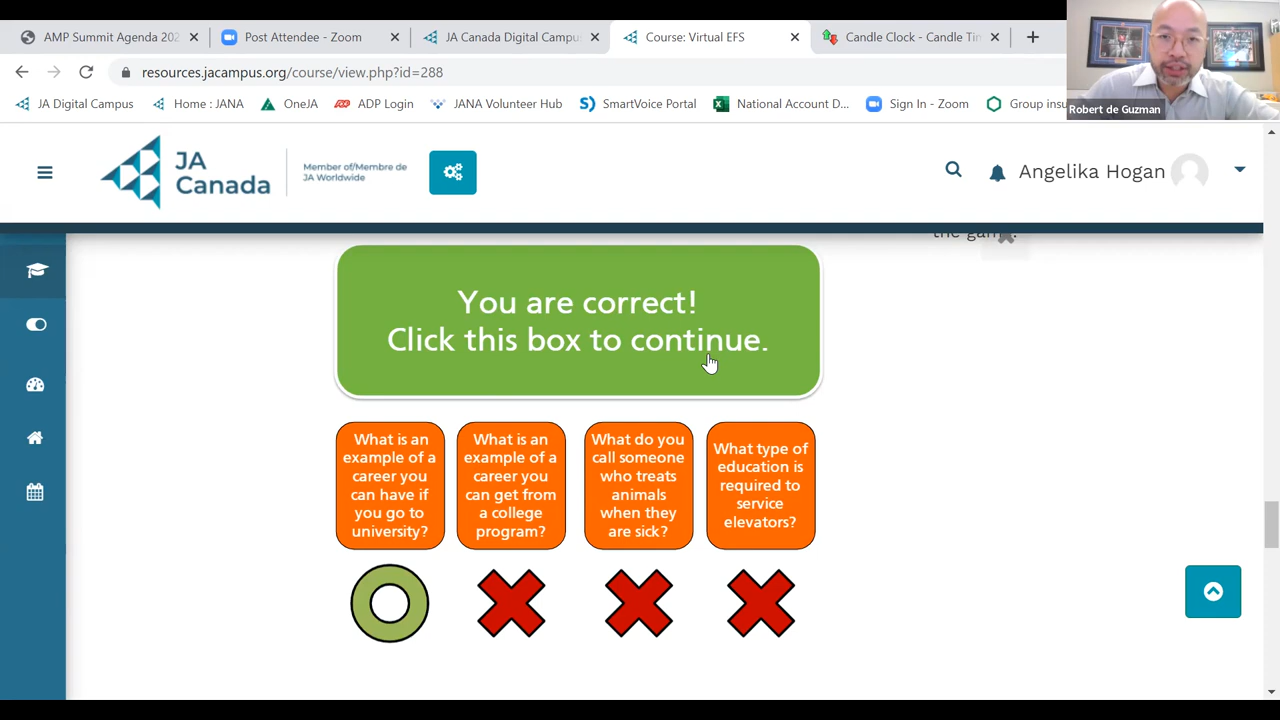 AMP Summit Agenda 202
Post Attendee - Zoom
JA Canada Digital Campu
Course: Virtual EFS
Candle Clock - Candle Tim
resources.jacampus.org/course/view.php?id=288
JA Digital Campus
Home : JANA
OneJA
ADP Login
JANA Volunteer Hub
SmartVoice Portal
National Account D...
Sign In - Zoom
Group insu
Robert de Guzman
JA
Canada
Member of/Membre de
JA Worldwide
Angelika Hogan
the game.
You are correct!
Click this box to continue.
What is an
example of a
career you
can have if
you go to
university?
What is an
example of a
career you
can get from
a college
program?
What do you
call someone
who treats
animals
when they
are sick?
What type of
education is
required to
service
elevators?